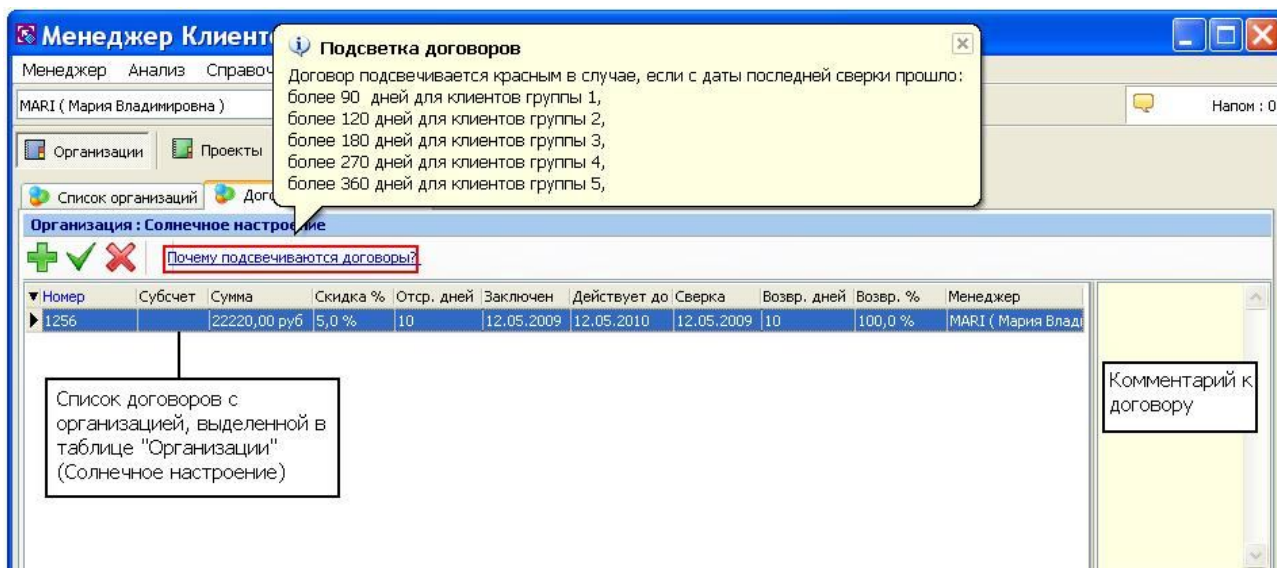 Менеджер Клиент
Подсветка договоров
Договор подсвечивается красным в случае, если с даты последней сверки прошло:
более 90 дней для клиентов группы 1,
более 120 дней для клиентов группы 2,
более 180 дней для клиентов группы 3,
более 270 дней для клиентов группы 4,
более 360 дней для клиентов группы 5,
Менеджер Анализ Справоч
MARI ( Мария Владимировна )
Напом : 0
Организации Проекты
Список организаций Дого
Организация : Солнечное настроение
Почему подсвечиваются договоры?
Номер Субсчет Сумма Скидка % Отср. дней Заключен Действует до Сверка Возвр. дней Возвр. % Менеджер
1256 22220,00 руб 5,0 % 10 12.05.2009 12.05.2010 12.05.2009 10 100,0 % MARI ( Мария Влади
Список договоров с
организацией, выделенной в
таблице "Организации"
(Солнечное настроение)
Комментарий к
договору